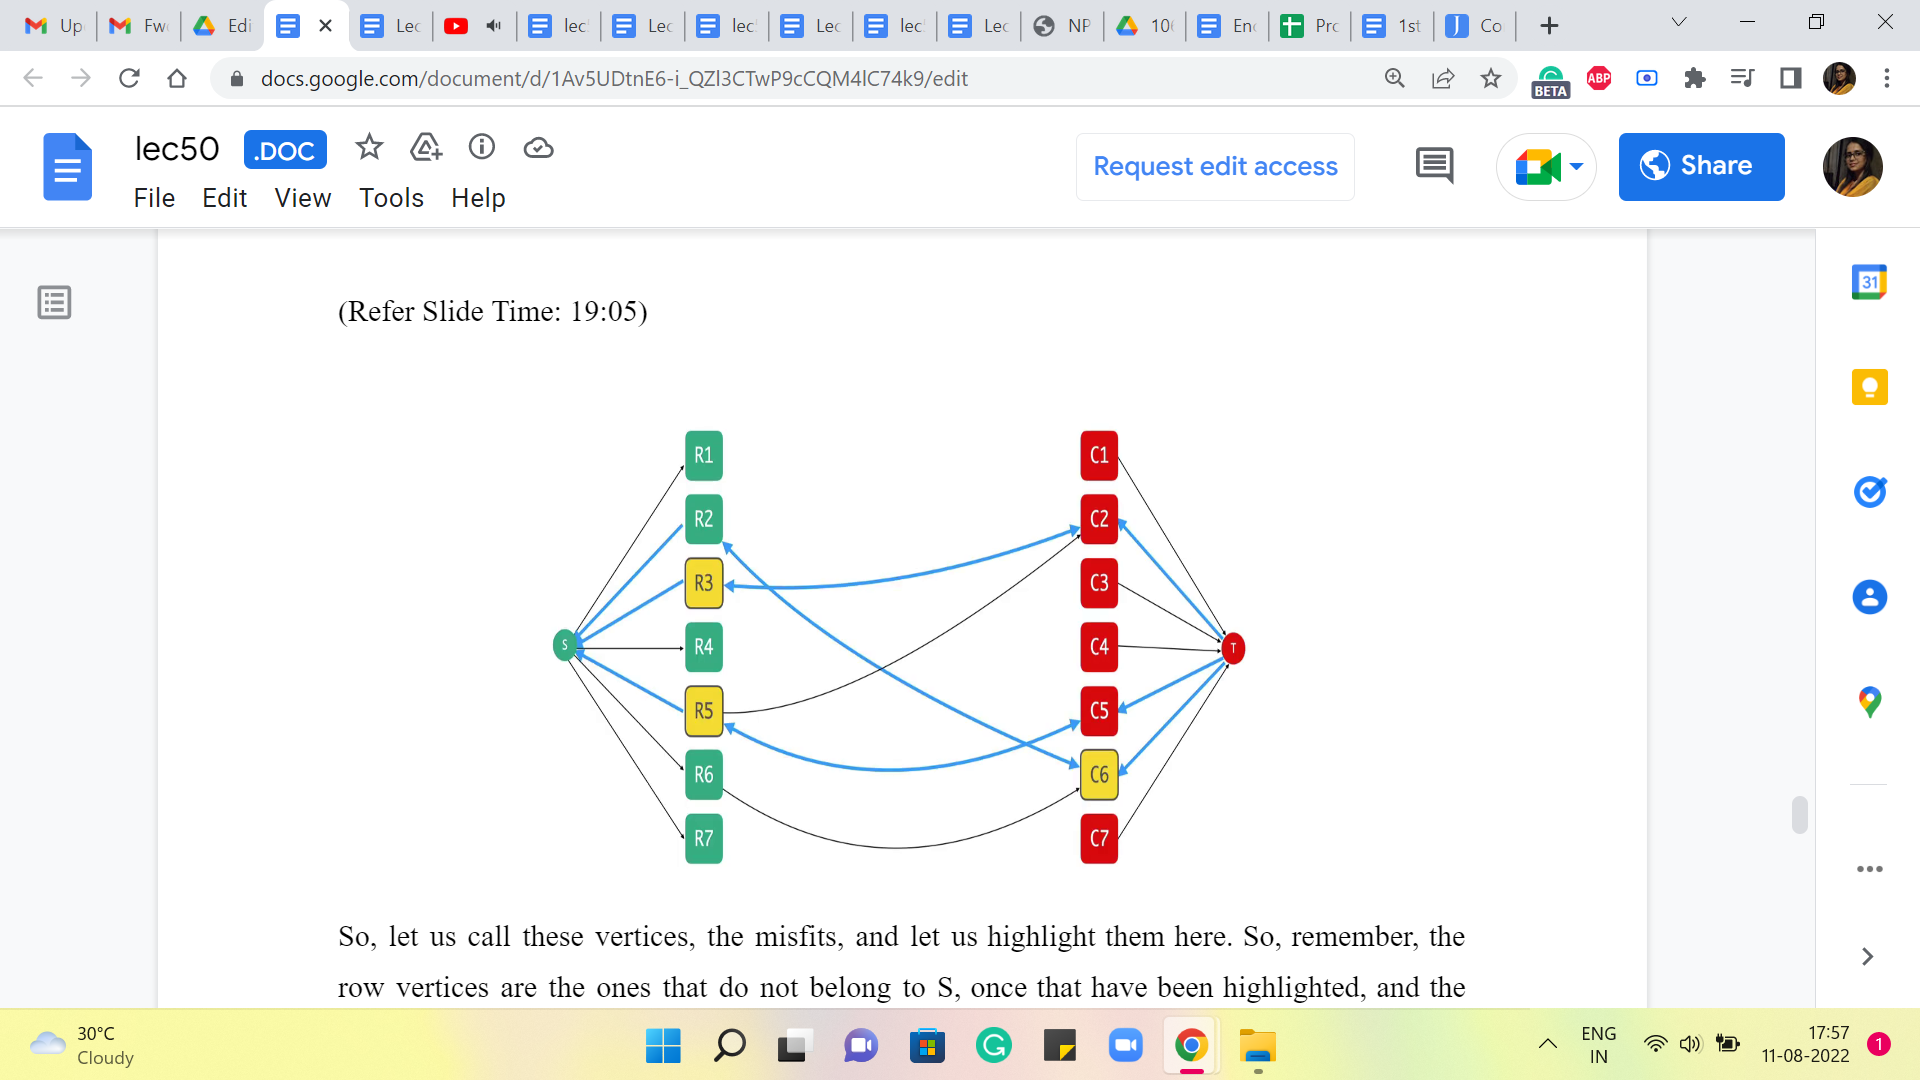 Up
Fw
Edi
Lec
lec
Lec
lec
Lec
lec
Lec
NP
10
En
Pro
1st
Co
docs.google.com/document/d/1Av5UDtnE6-i_QZl3CTwP9cCQM4lC74k9/edit
ABP
BETA
lec50 .DOC
Request edit access
Share
File Edit View Tools Help
31
(Refer Slide Time: 19:05)
R1 C1
R2 C2
R3 C3
S R4 C4 T
R5 C5
R6 C6
R7 C7
So, let us call these vertices, the misfits, and let us highlight them here. So, remember, the
row vertices are the ones that do not belong to S, once that have been highlighted, and the
30°C
Cloudy
ENG
IN
17:57
11-08-2022
1